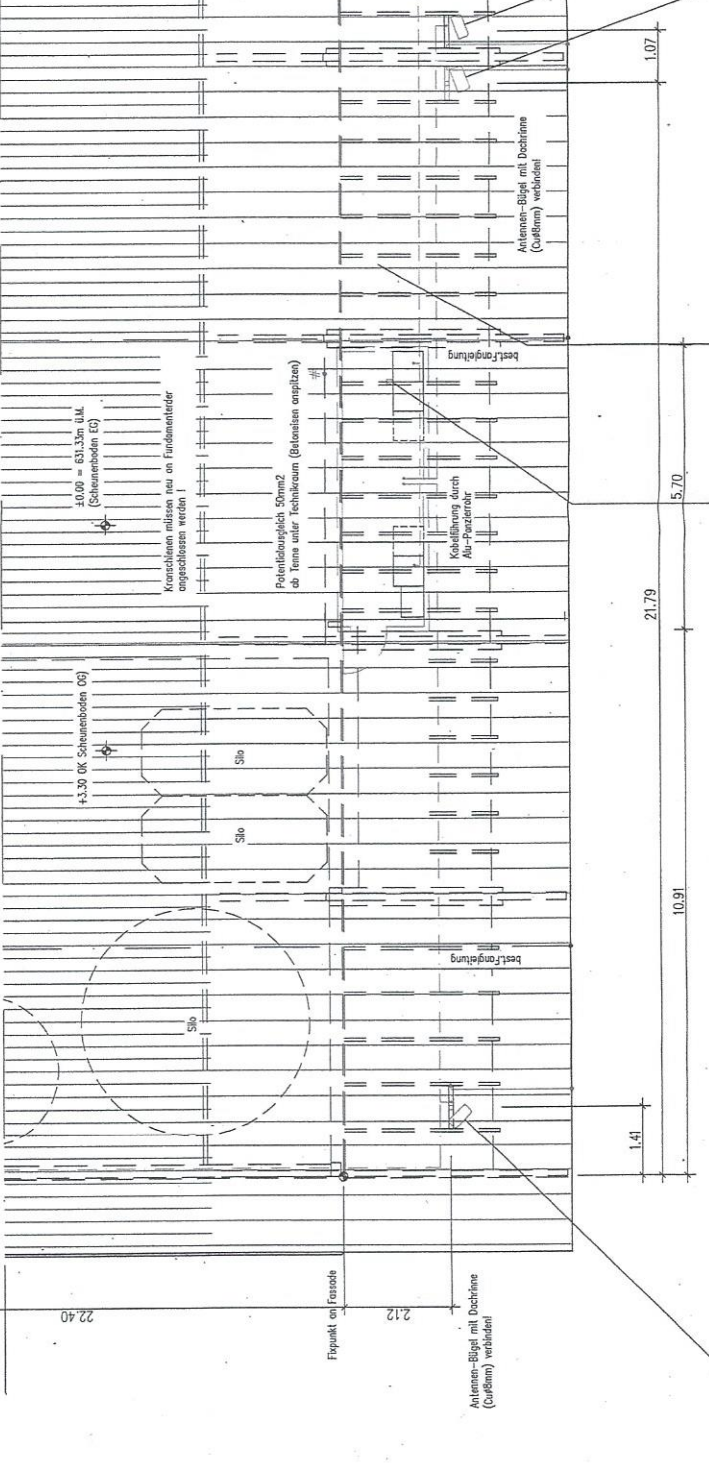 ±0.00 = 631.33m ü.M.
(Scheunenboden EG)
+3.30 OK Scheunenboden OG)
Kranschienen müssen neu an Fundamenterder
angeschlossen werden !
Potentialausgleich 50mm2
ab Tenne unter Technikraum (Betoneisen anspitzen)
Silo
Silo
Silo
best.Fangleitung
best.Fangleitung
Kabelführung durch
Alu-Panzerrohr
Antennen-Bügel mit Dachrinne
(CuØ8mm) verbinden!
Fixpunkt an Fassade
Antennen-Bügel mit Dachrinne
(CuØ8mm) verbinden!
22.40
2.12
1.41
10.91
21.79
5.70
1.07